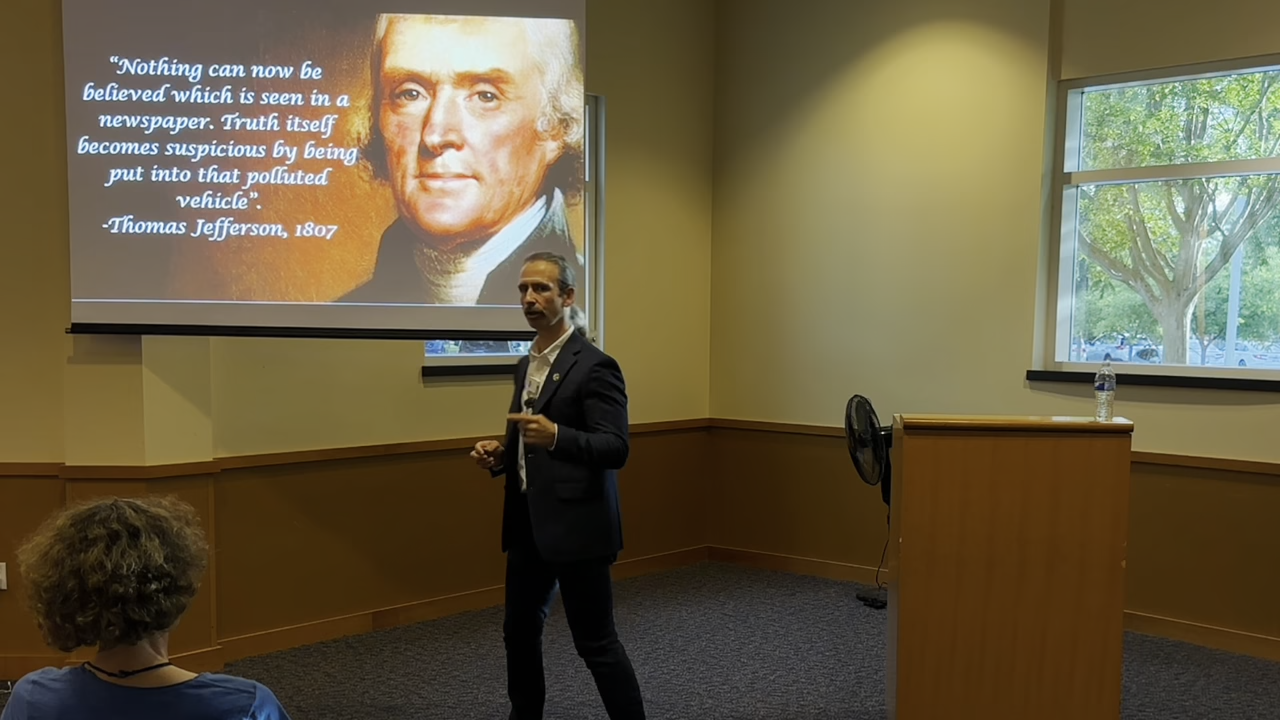 “Nothing can now be
believed which is seen in a
newspaper. Truth itself
becomes suspicious by being
put into that polluted
vehicle”.
-Thomas Jefferson, 1807